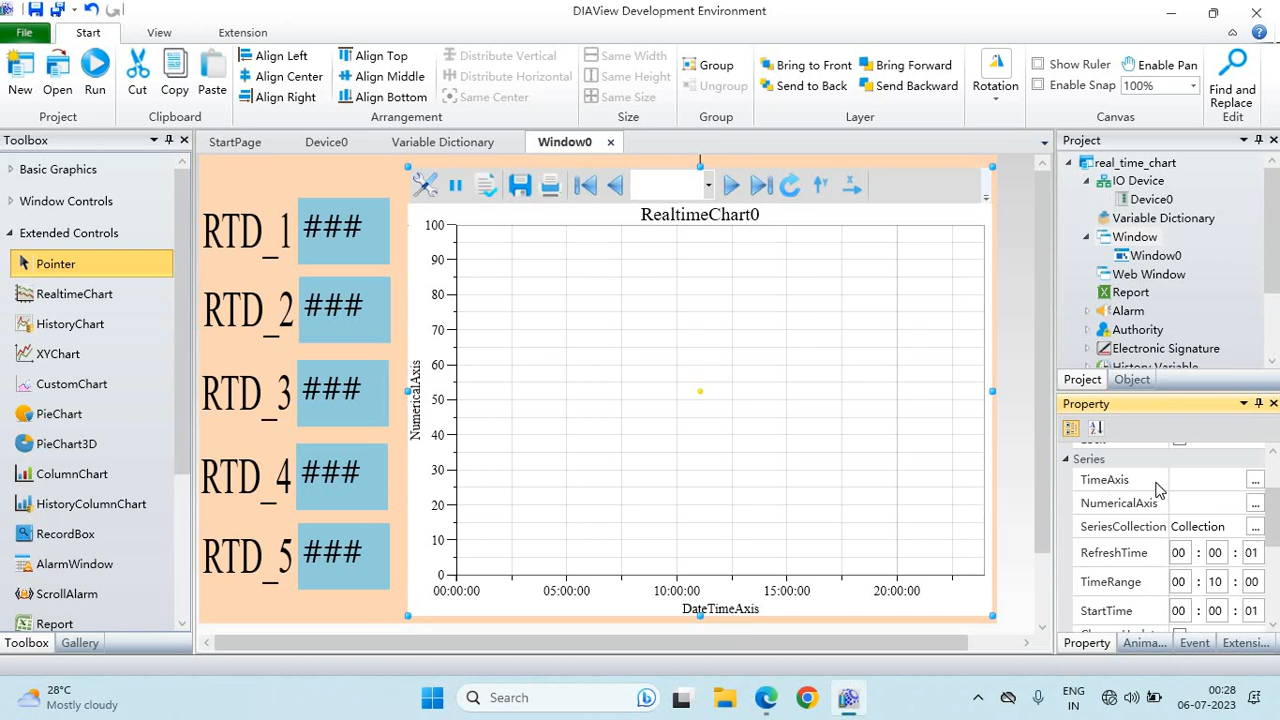 DIAView Development Environment
File Start View Extension
New Open Run Cut Copy Paste
Align Left Align Top Distribute Vertical
Align Center Align Middle Distribute Horizontal
Align Right Align Bottom Same Center
Same Width
Same Height
Same Size
Group
Ungroup
Bring to Front Bring Forward
Send to Back Send Backward
Rotation
Show Ruler Enable Pan
Enable Snap 100%
Find and
Replace
Project Clipboard Arrangement Size Group Layer Canvas Edit
Toolbox
StartPage Device0 Variable Dictionary Window0
Basic Graphics
Window Controls
Extended Controls
Pointer
RealtimeChart
HistoryChart
XYChart
CustomChart
PieChart
PieChart3D
ColumnChart
HistoryColumnChart
RecordBox
AlarmWindow
ScrollAlarm
Report
Toolbox Gallery
RTD_1 ###
RTD_2 ###
RTD_3 ###
RTD_4 ###
RTD_5 ###
RealtimeChart0
NumericalAxis
100
90
80
70
60
50
40
30
20
10
0
00:00:00 05:00:00 10:00:00 15:00:00 20:00:00
DateTimeAxis
Project
real_time_chart
IO Device
Device0
Variable Dictionary
Window
Window0
Web Window
Report
Alarm
Authority
Electronic Signature
Project Object
Property
Series
TimeAxis ...
NumericalAxis ...
SeriesCollection Collection ...
RefreshTime 00 : 00 : 01
TimeRange 00 : 10 : 00
StartTime 00 : 00 : 01
Property Anima... Event Extensi...
28°C
Mostly cloudy
Search
ENG
IN
00:28
06-07-2023